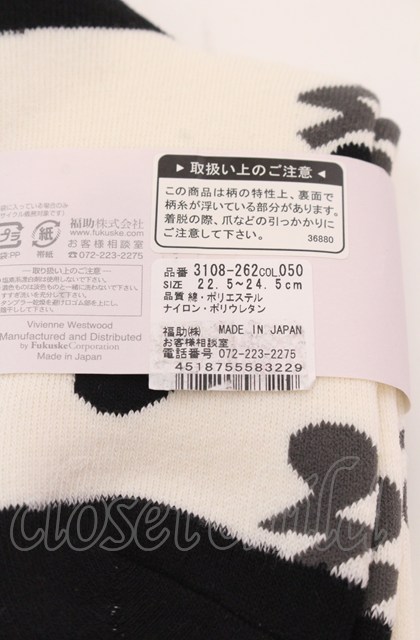 ▶ 取扱い上のご注意 ◀
この商品は柄の特性上、裏面で
柄糸が浮いている部分があります。
着脱の際、爪などの引っかかりに
ご注意して下さい。
36880
福助株式会社
www.fukuske.com
お客様相談室
072-223-2275
プラ
紙
袋:PP
用紙
取り扱い上のご注意
Vivienne Westwood
Manufactured and Distributed
by Fukuske Corporation
Made in Japan
品番 3108-262COL050
SIZE 22.5~24.5cm
品質 綿・ポリエステル
ナイロン・ポリウレタン
福助㈱ MADE IN JAPAN
お客様相談室
電話番号 072-223-2275
4518755583229
closet child